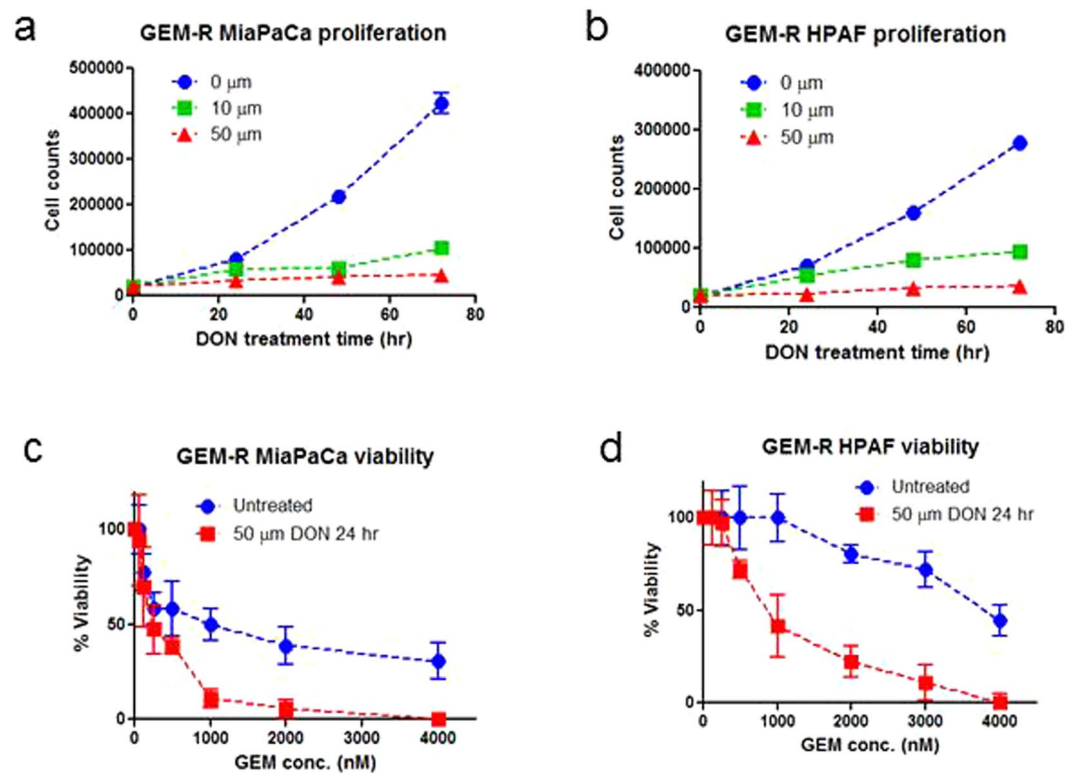 a
GEM-R MiaPaCa proliferation
500000
400000
300000
200000
100000
0
Cell counts
0 μm
10 μm
50 μm
0
20
40
60
80
DON treatment time (hr)
b
GEM-R HPAF proliferation
400000
300000
200000
100000
0
Cell counts
0 μm
10 μm
50 μm
0
20
40
60
80
DON treatment time (hr)
c
GEM-R MiaPaCa viability
100
50
0
% Viability
Untreated
50 μm DON 24 hr
0
1000
2000
3000
4000
GEM conc. (nM)
d
GEM-R HPAF viability
100
50
0
% Viability
Untreated
50 μm DON 24 hr
0
1000
2000
3000
4000
GEM conc. (nM)